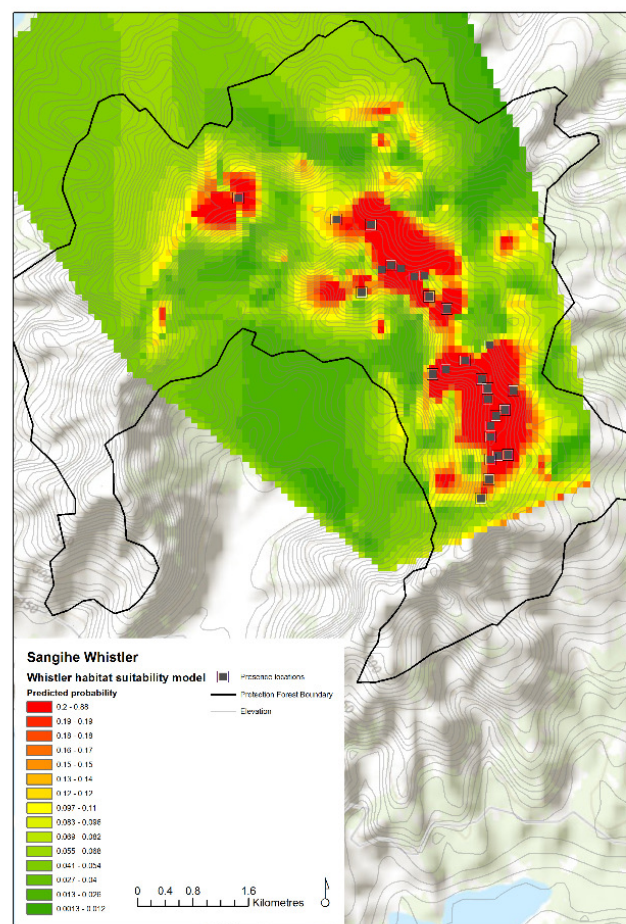 Sangihe Whistler
Whistler habitat suitability model
Presence locations
Predicted probability
Protection Forest Boundary
Elevation
0.2 - 0.88
0.19 - 0.19
0.18 - 0.18
0.16 - 0.17
0.15 - 0.15
0.13 - 0.14
0.12 - 0.12
0.097 - 0.11
0.083 - 0.096
0.069 - 0.082
0.055 - 0.068
0.041 - 0.054
0.027 - 0.04
0.013 - 0.026
0.0013 - 0.012
0 0.4 0.8 1.6
Kilometres